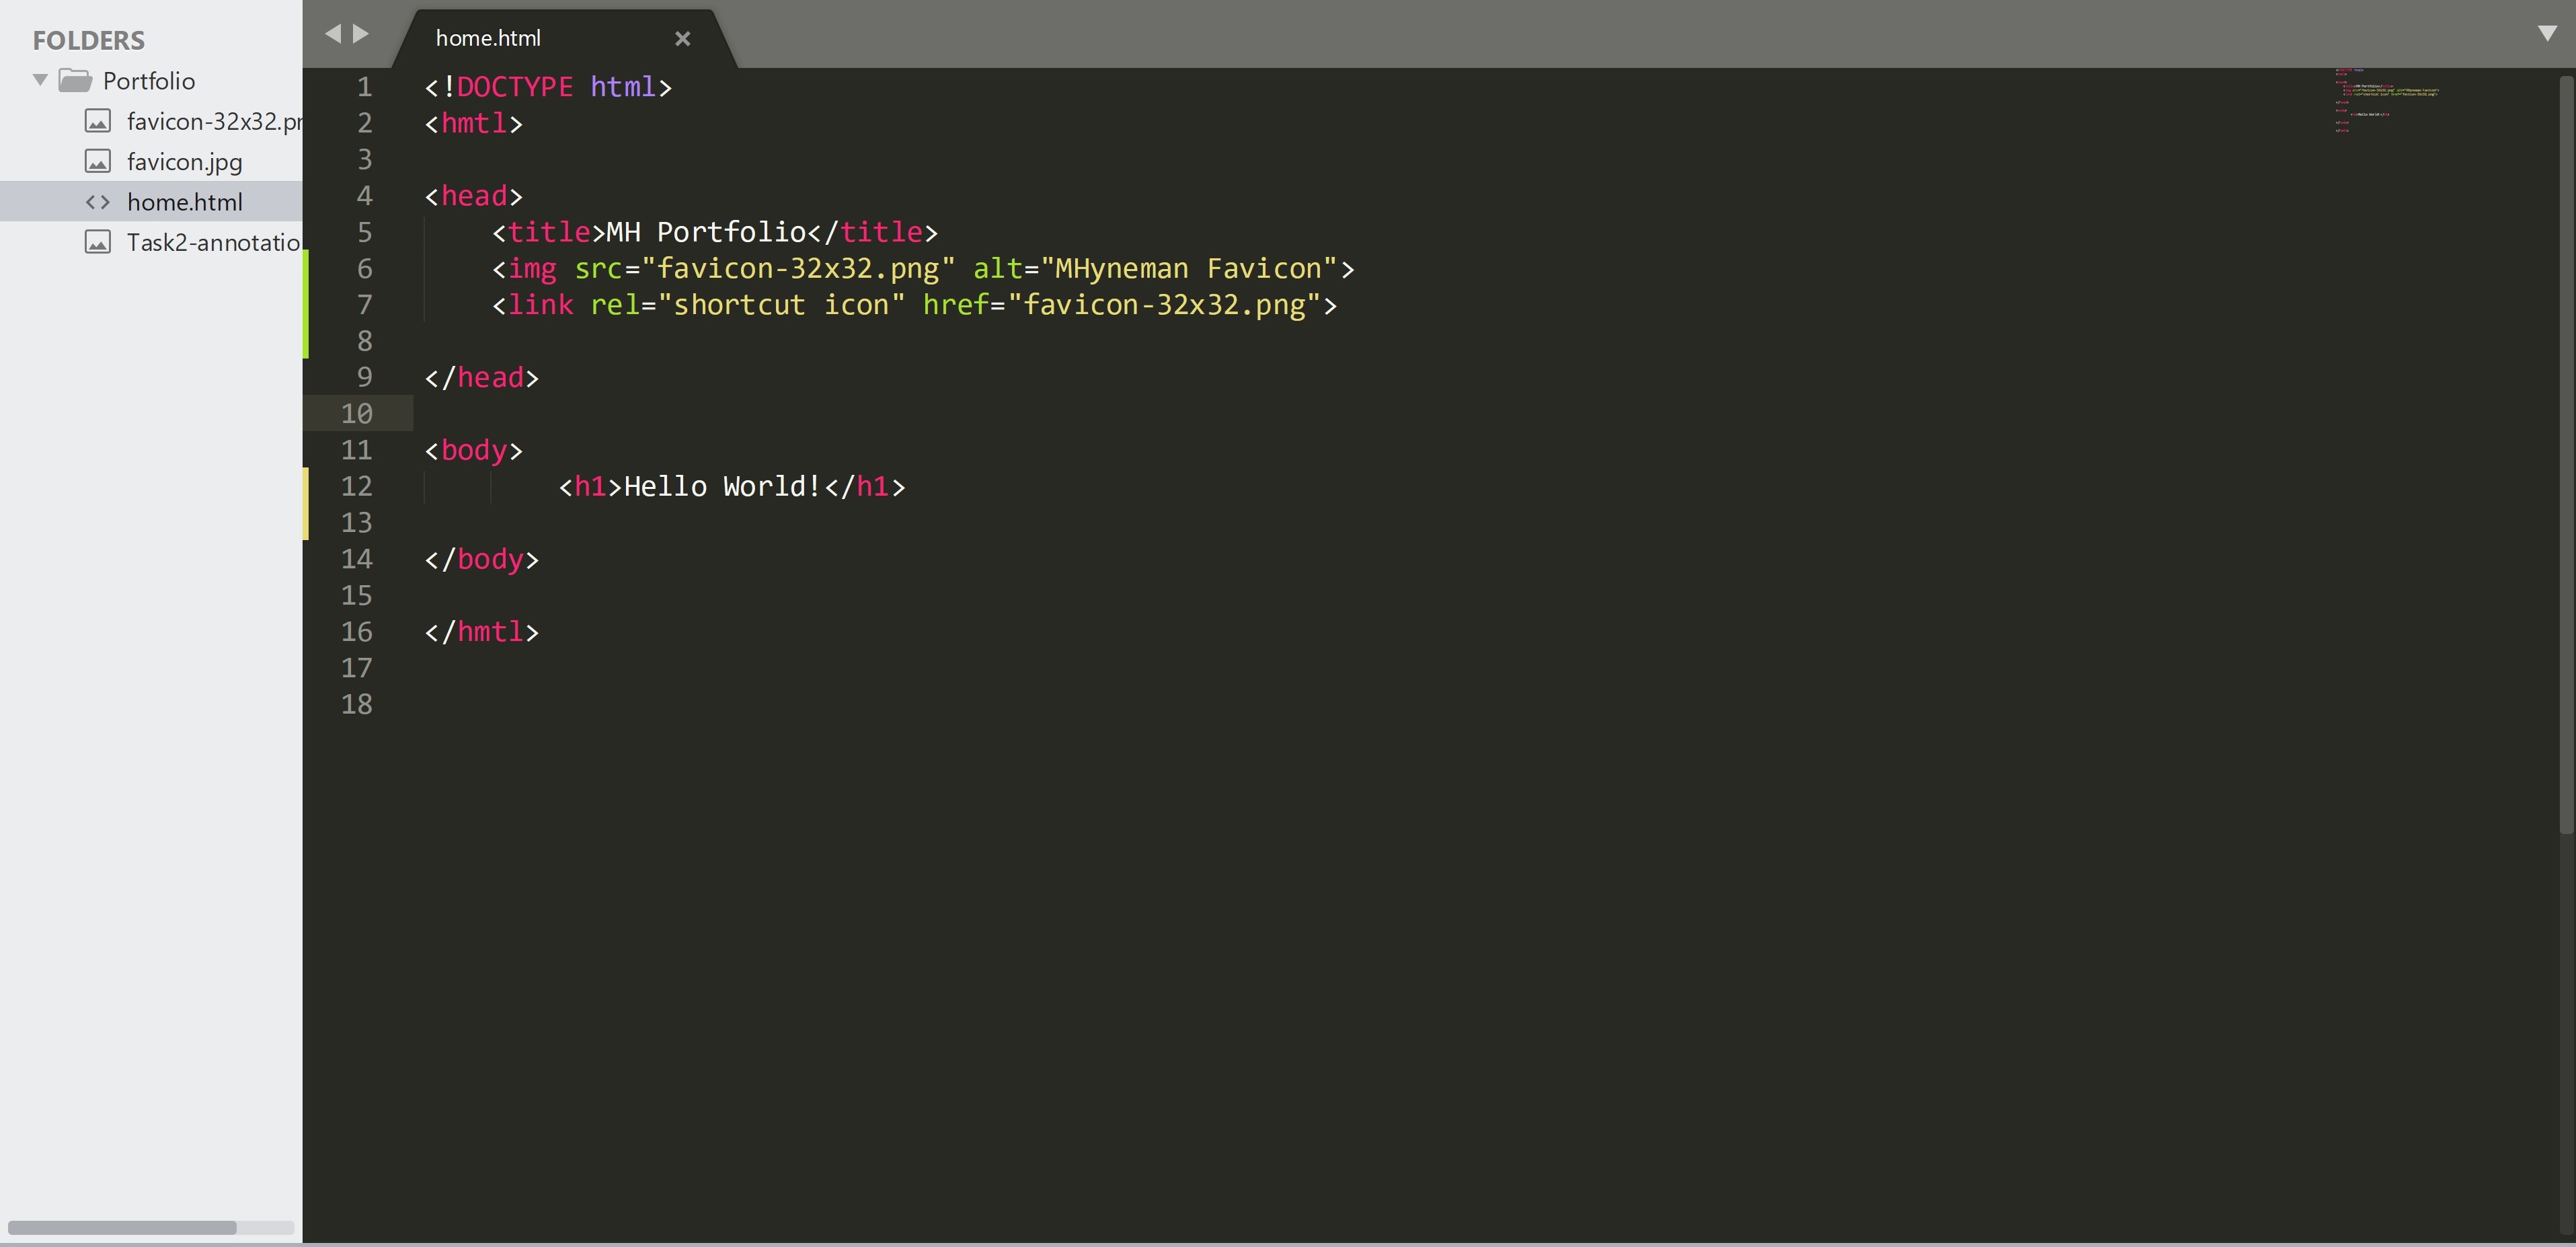 FOLDERS
Portfolio
favicon-32x32.pr
favicon.jpg
home.html
Task2-annotatio
home.html
1 <!DOCTYPE html>
2 <hmtl>
3
4 <head>
5 <title>MH Portfolio</title>
6 <img src="favicon-32x32.png" alt="MHyneman Favicon">
7 <link rel="shortcut icon" href="favicon-32x32.png">
8
9 </head>
10
11 <body>
12 <h1>Hello World!</h1>
13
14 </body>
15
16 </hmtl>
17
18